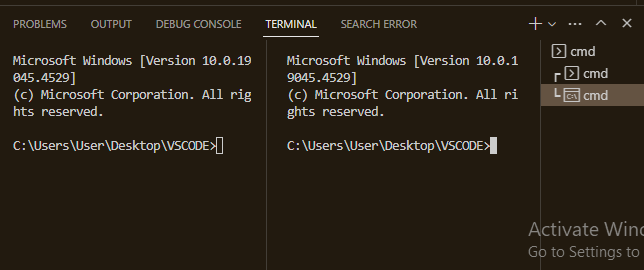 PROBLEMS OUTPUT DEBUG CONSOLE TERMINAL SEARCH ERROR
Microsoft Windows [Version 10.0.19
045.4529]
(c) Microsoft Corporation. All rig
hts reserved.
C:\Users\User\Desktop\VSCODE>
Microsoft Windows [Version 10.0.1
9045.4529]
(c) Microsoft Corporation. All ri
ghts reserved.
C:\Users\User\Desktop\VSCODE>
cmd
cmd
cmd
Activate Wind
Go to Settings to